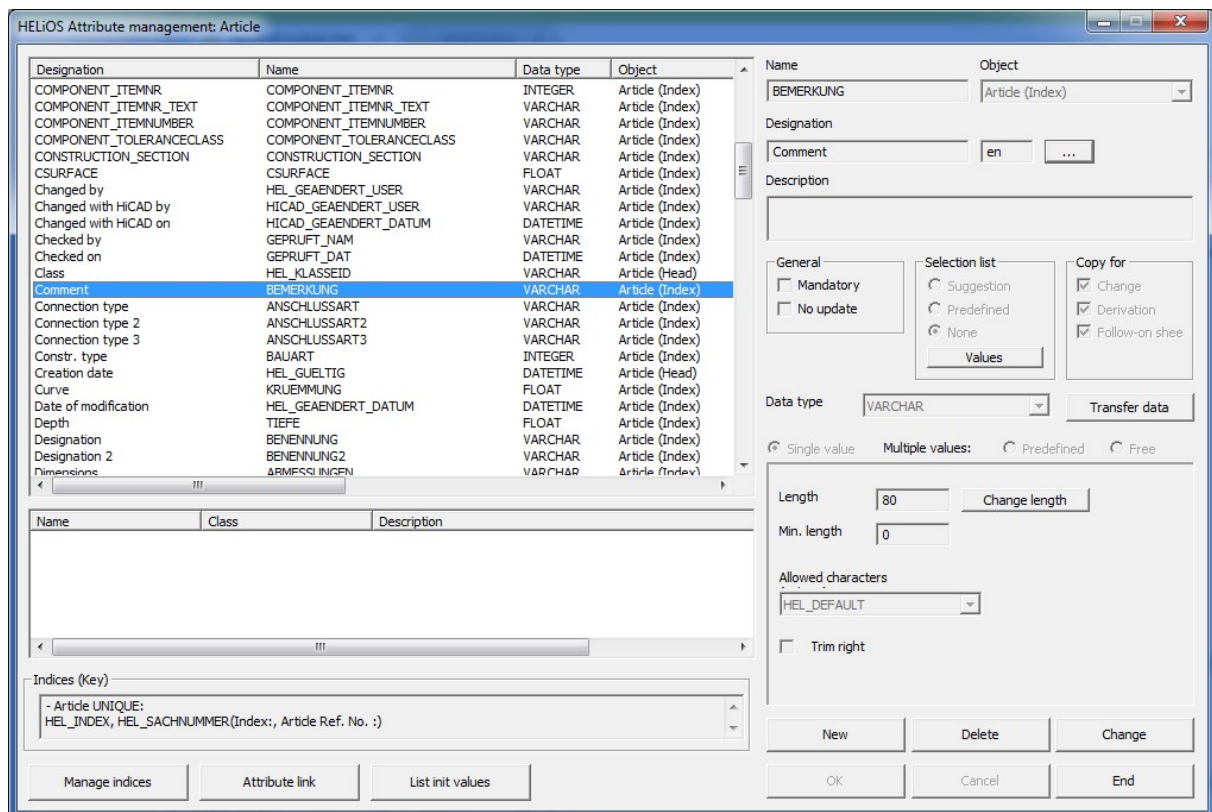 HELiOS Attribute management: Article
Designation Name Data type Object
COMPONENT_ITEMNR COMPONENT_ITEMNR INTEGER Article (Index)
COMPONENT_ITEMNR_TEXT COMPONENT_ITEMNR_TEXT VARCHAR Article (Index)
COMPONENT_ITEMNUMBER COMPONENT_ITEMNUMBER VARCHAR Article (Index)
COMPONENT_TOLERANCECLASS COMPONENT_TOLERANCECLASS VARCHAR Article (Index)
CONSTRUCTION_SECTION CONSTRUCTION_SECTION VARCHAR Article (Index)
CSURFACE CSURFACE FLOAT Article (Index)
Changed by HEL_GEAENDERT_USER VARCHAR Article (Index)
Changed with HiCAD by HICAD_GEAENDERT_USER VARCHAR Article (Index)
Changed with HiCAD on HICAD_GEAENDERT_DATUM DATETIME Article (Index)
Checked by GEPRUFT_NAM VARCHAR Article (Index)
Checked on GEPRUFT_DAT DATETIME Article (Index)
Class HEL_KLASSEID VARCHAR Article (Head)
Comment BEMERKUNG VARCHAR Article (Index)
Connection type ANSCHLUSSART VARCHAR Article (Index)
Connection type 2 ANSCHLUSSART2 VARCHAR Article (Index)
Connection type 3 ANSCHLUSSART3 VARCHAR Article (Index)
Constr. type BAUART INTEGER Article (Index)
Creation date HEL_GUELTIG DATETIME Article (Head)
Curve KRUEMMUNG FLOAT Article (Index)
Date of modification HEL_GEAENDERT_DATUM DATETIME Article (Index)
Depth TIEFE FLOAT Article (Index)
Designation BENENNUNG VARCHAR Article (Index)
Designation 2 BENENNUNG2 VARCHAR Article (Index)
Dimensions ABMESSUNGEN VARCHAR Article (Index)
Name Class Description
Indices (Key)
- Article UNIQUE:
HEL_INDEX, HEL_SACHNUMMER(Index:, Article Ref. No. :)
Manage indices Attribute link List init values
Name Object
BEMERKUNG Article (Index)
Designation
Comment en ...
Description
General Selection list Copy for
Mandatory Suggestion Change
No update Predefined Derivation
None Follow-on shee
Values
Data type VARCHAR Transfer data
Single value Multiple values: Predefined Free
Length 80 Change length
Min. length 0
Allowed characters
HEL_DEFAULT
Trim right
New Delete Change
OK Cancel End